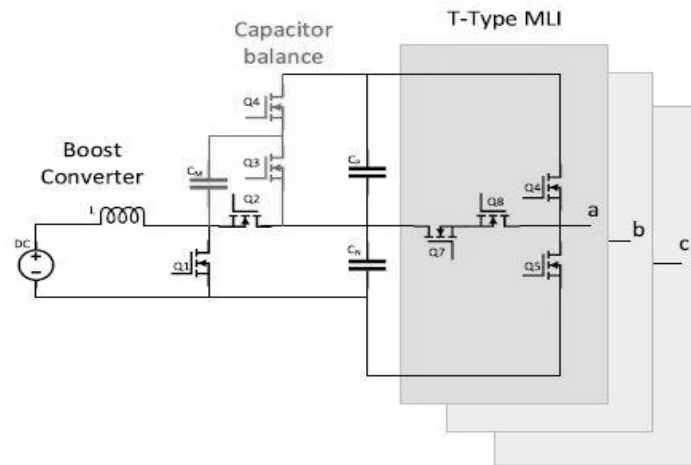 T-Type MLI
Capacitor
balance
Q4
Boost
Converter
Q3
CM
CP
L
Q2
Q8
Q4
a
b
c
DC
Q1
CN
Q7
Q5